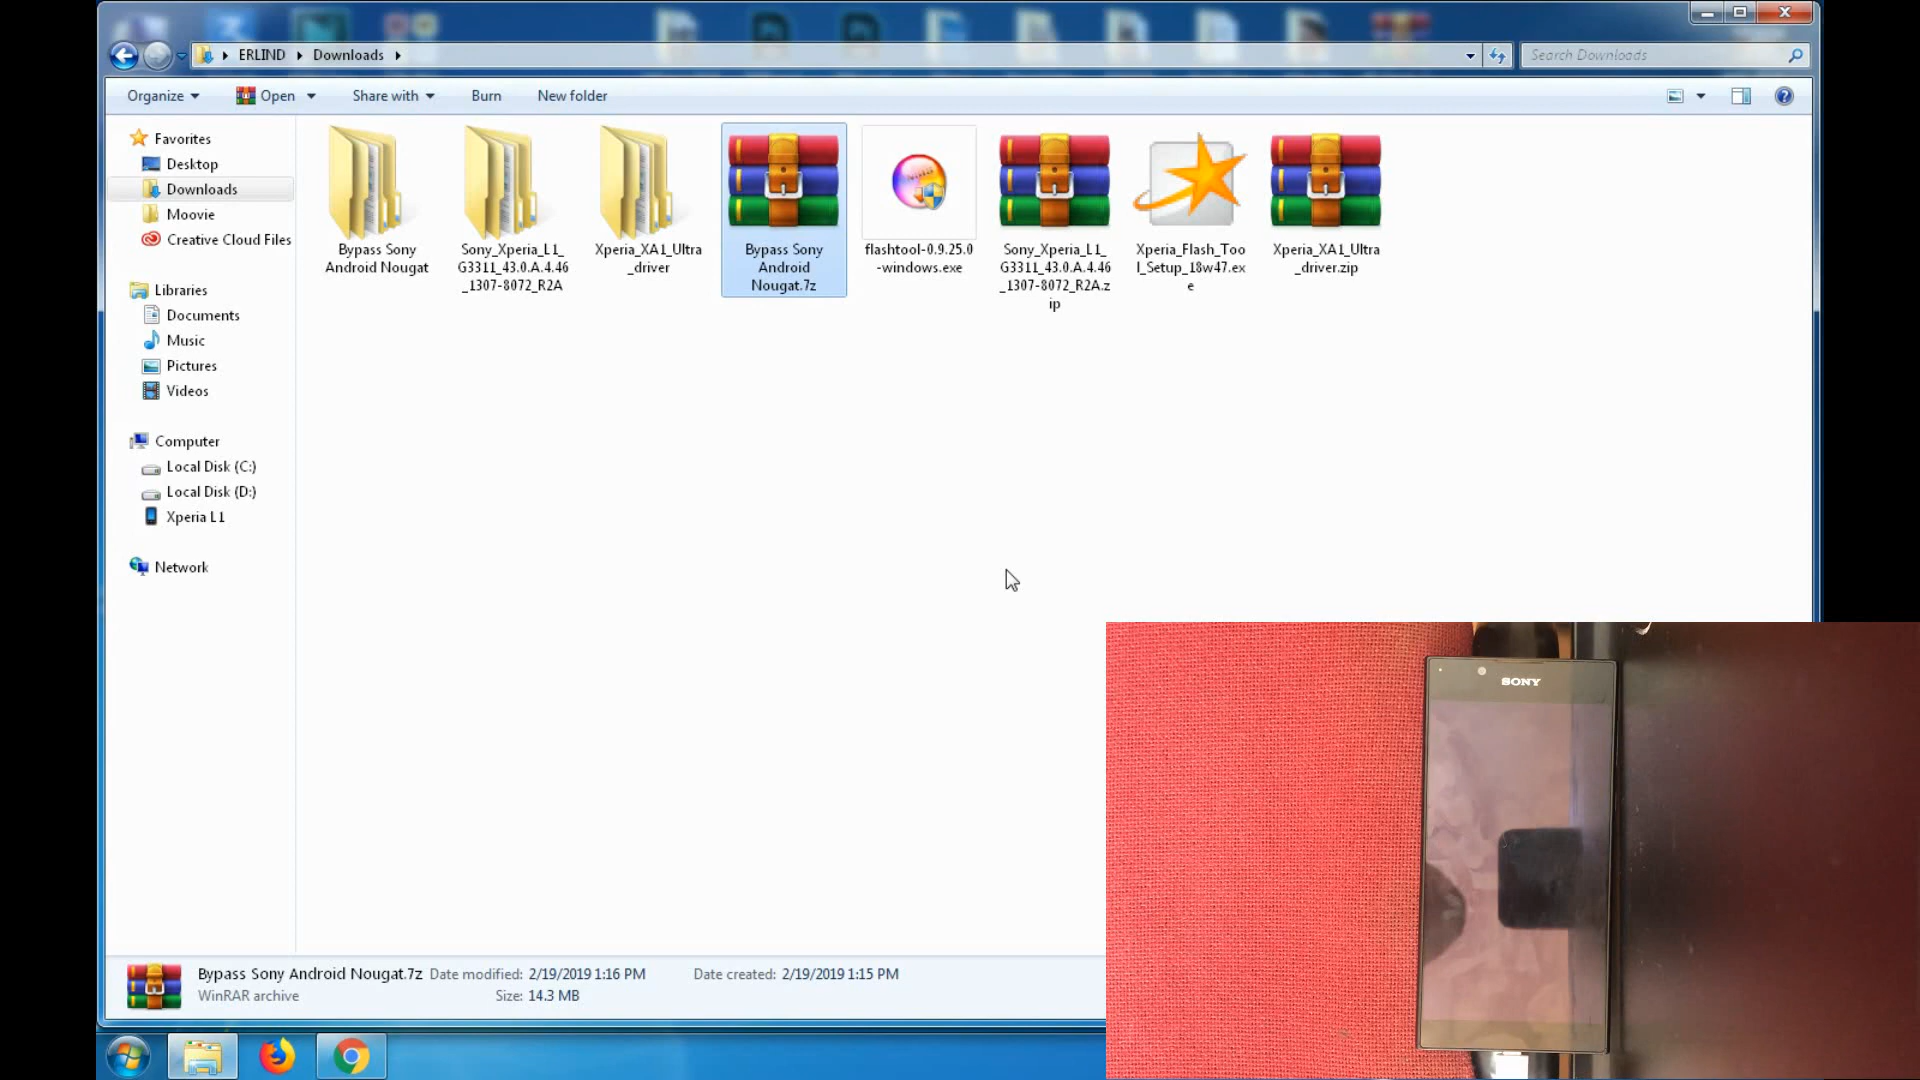 ERLIND
Downloads
Search Downloads
Organize
Open
Share with
Burn
New folder
Favorites
Desktop
Downloads
Moovie
Creative Cloud Files
Libraries
Documents
Music
Pictures
Videos
Computer
Local Disk (C:)
Local Disk (D:)
Xperia L1
Network
Bypass Sony
Android Nougat
Sony_Xperia_L1_
G3311_43.0.A.4.46
_1307-8072_R2A
Xperia_XA1_Ultra
_driver
Bypass Sony
Android
Nougat.7z
flashtool-0.9.25.0
-windows.exe
Sony_Xperia_L1_
G3311_43.0.A.4.46
_1307-8072_R2A.z
ip
Xperia_Flash_Too
l_Setup_18w47.ex
e
Xperia_XA1_Ultra
_driver.zip
Bypass Sony Android Nougat.7z Date modified: 2/19/2019 1:16 PM Date created: 2/19/2019 1:15 PM
WinRAR archive Size: 14.3 MB
SONY